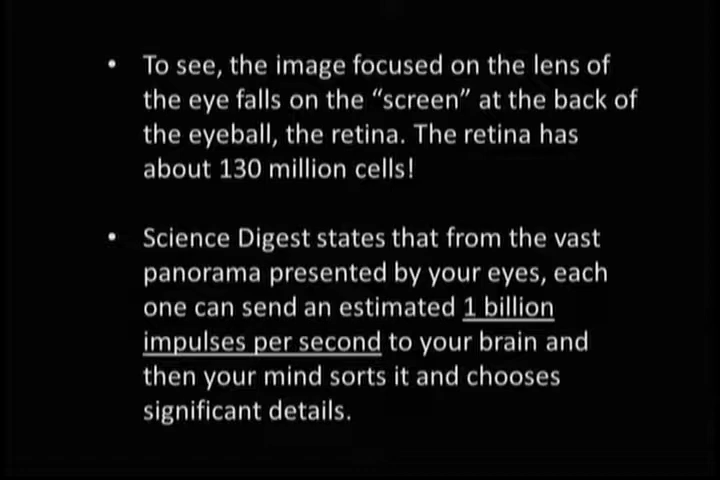 • To see, the image focused on the lens of
the eye falls on the “screen” at the back of
the eyeball, the retina. The retina has
about 130 million cells!
• Science Digest states that from the vast
panorama presented by your eyes, each
one can send an estimated 1 billion
impulses per second to your brain and
then your mind sorts it and chooses
significant details.